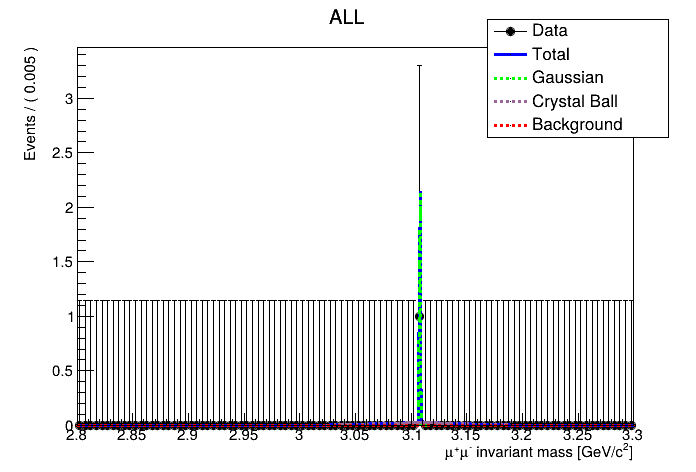 ALL
Data
Total
Gaussian
Crystal Ball
Background
Events / ( 0.005 )
3
2.5
2
1.5
1
0.5
0
2.8 2.85 2.9 2.95 3 3.05 3.1 3.15 3.2 3.25 3.3
μ⁺μ⁻ invariant mass [GeV/c²]